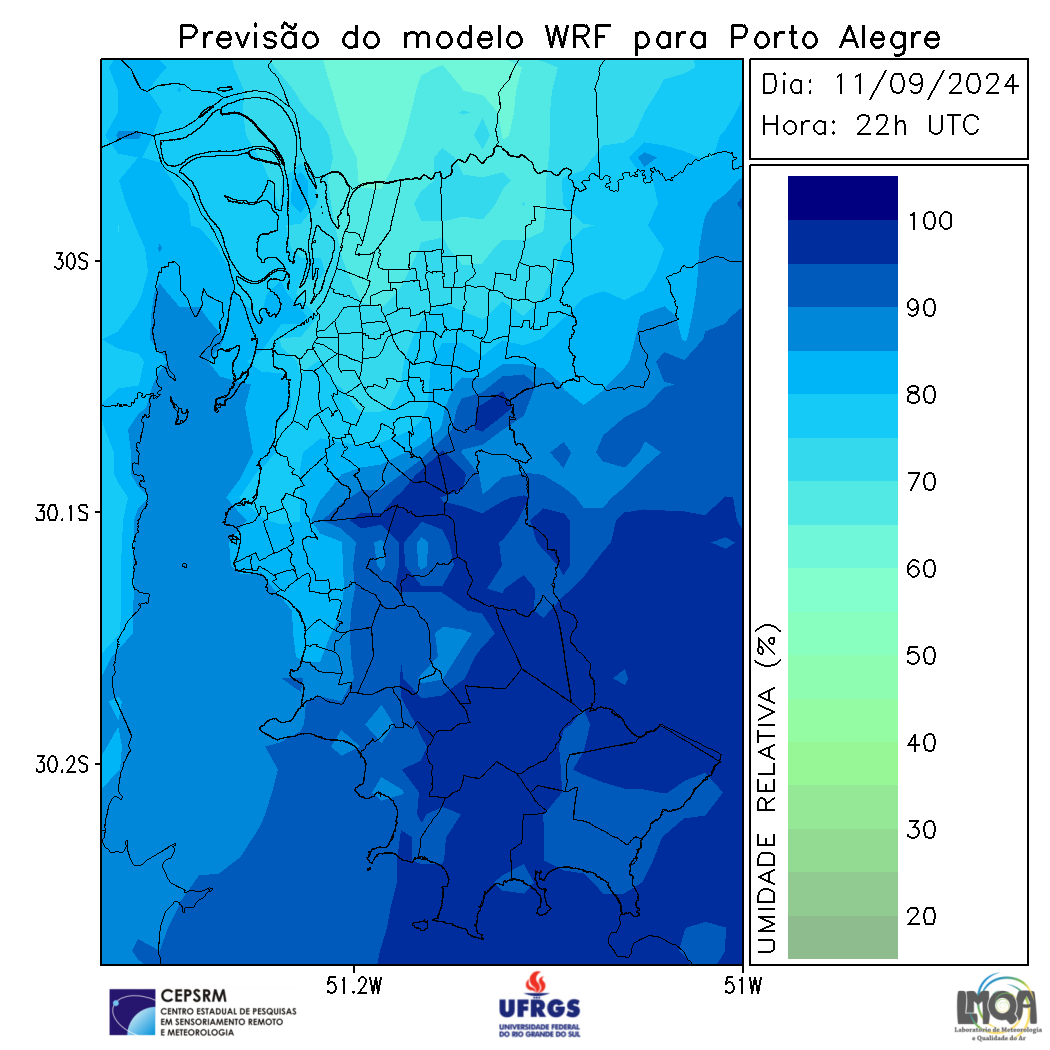 Previsão do modelo WRF para Porto Alegre
Dia: 11/09/2024
Hora: 22h UTC
30S
30.1S
30.2S
51.2W
51W
UMIDADE RELATIVA (%)
100
90
80
70
60
50
40
30
20
CEPSRM
CENTRO ESTADUAL DE PESQUISAS
EM SENSORIAMENTO REMOTO
E METEOROLOGIA
UFRGS
UNIVERSIDADE FEDERAL
DO RIO GRANDE DO SUL
LMQA
Laboratório de Meteorologia
e Qualidade do Ar